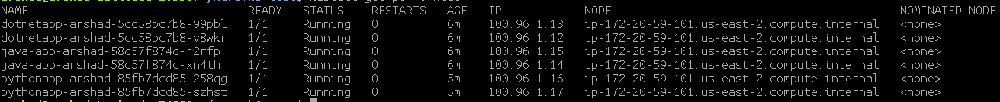 NAME READY STATUS RESTARTS AGE IP NODE NOMINATED NODE
dotnetapp-arshad-5cc58bc7b8-99pbl 1/1 Running 0 6m 100.96.1.13 ip-172-20-59-101.us-east-2.compute.internal <none>
dotnetapp-arshad-5cc58bc7b8-v8wkr 1/1 Running 0 6m 100.96.1.12 ip-172-20-59-101.us-east-2.compute.internal <none>
java-app-arshad-58c57f874d-j2rfp 1/1 Running 0 6m 100.96.1.15 ip-172-20-59-101.us-east-2.compute.internal <none>
java-app-arshad-58c57f874d-xn4th 1/1 Running 0 6m 100.96.1.14 ip-172-20-59-101.us-east-2.compute.internal <none>
pythonapp-arshad-85fb7dcd85-258qg 1/1 Running 0 5m 100.96.1.16 ip-172-20-59-101.us-east-2.compute.internal <none>
pythonapp-arshad-85fb7dcd85-szhst 1/1 Running 0 5m 100.96.1.17 ip-172-20-59-101.us-east-2.compute.internal <none>